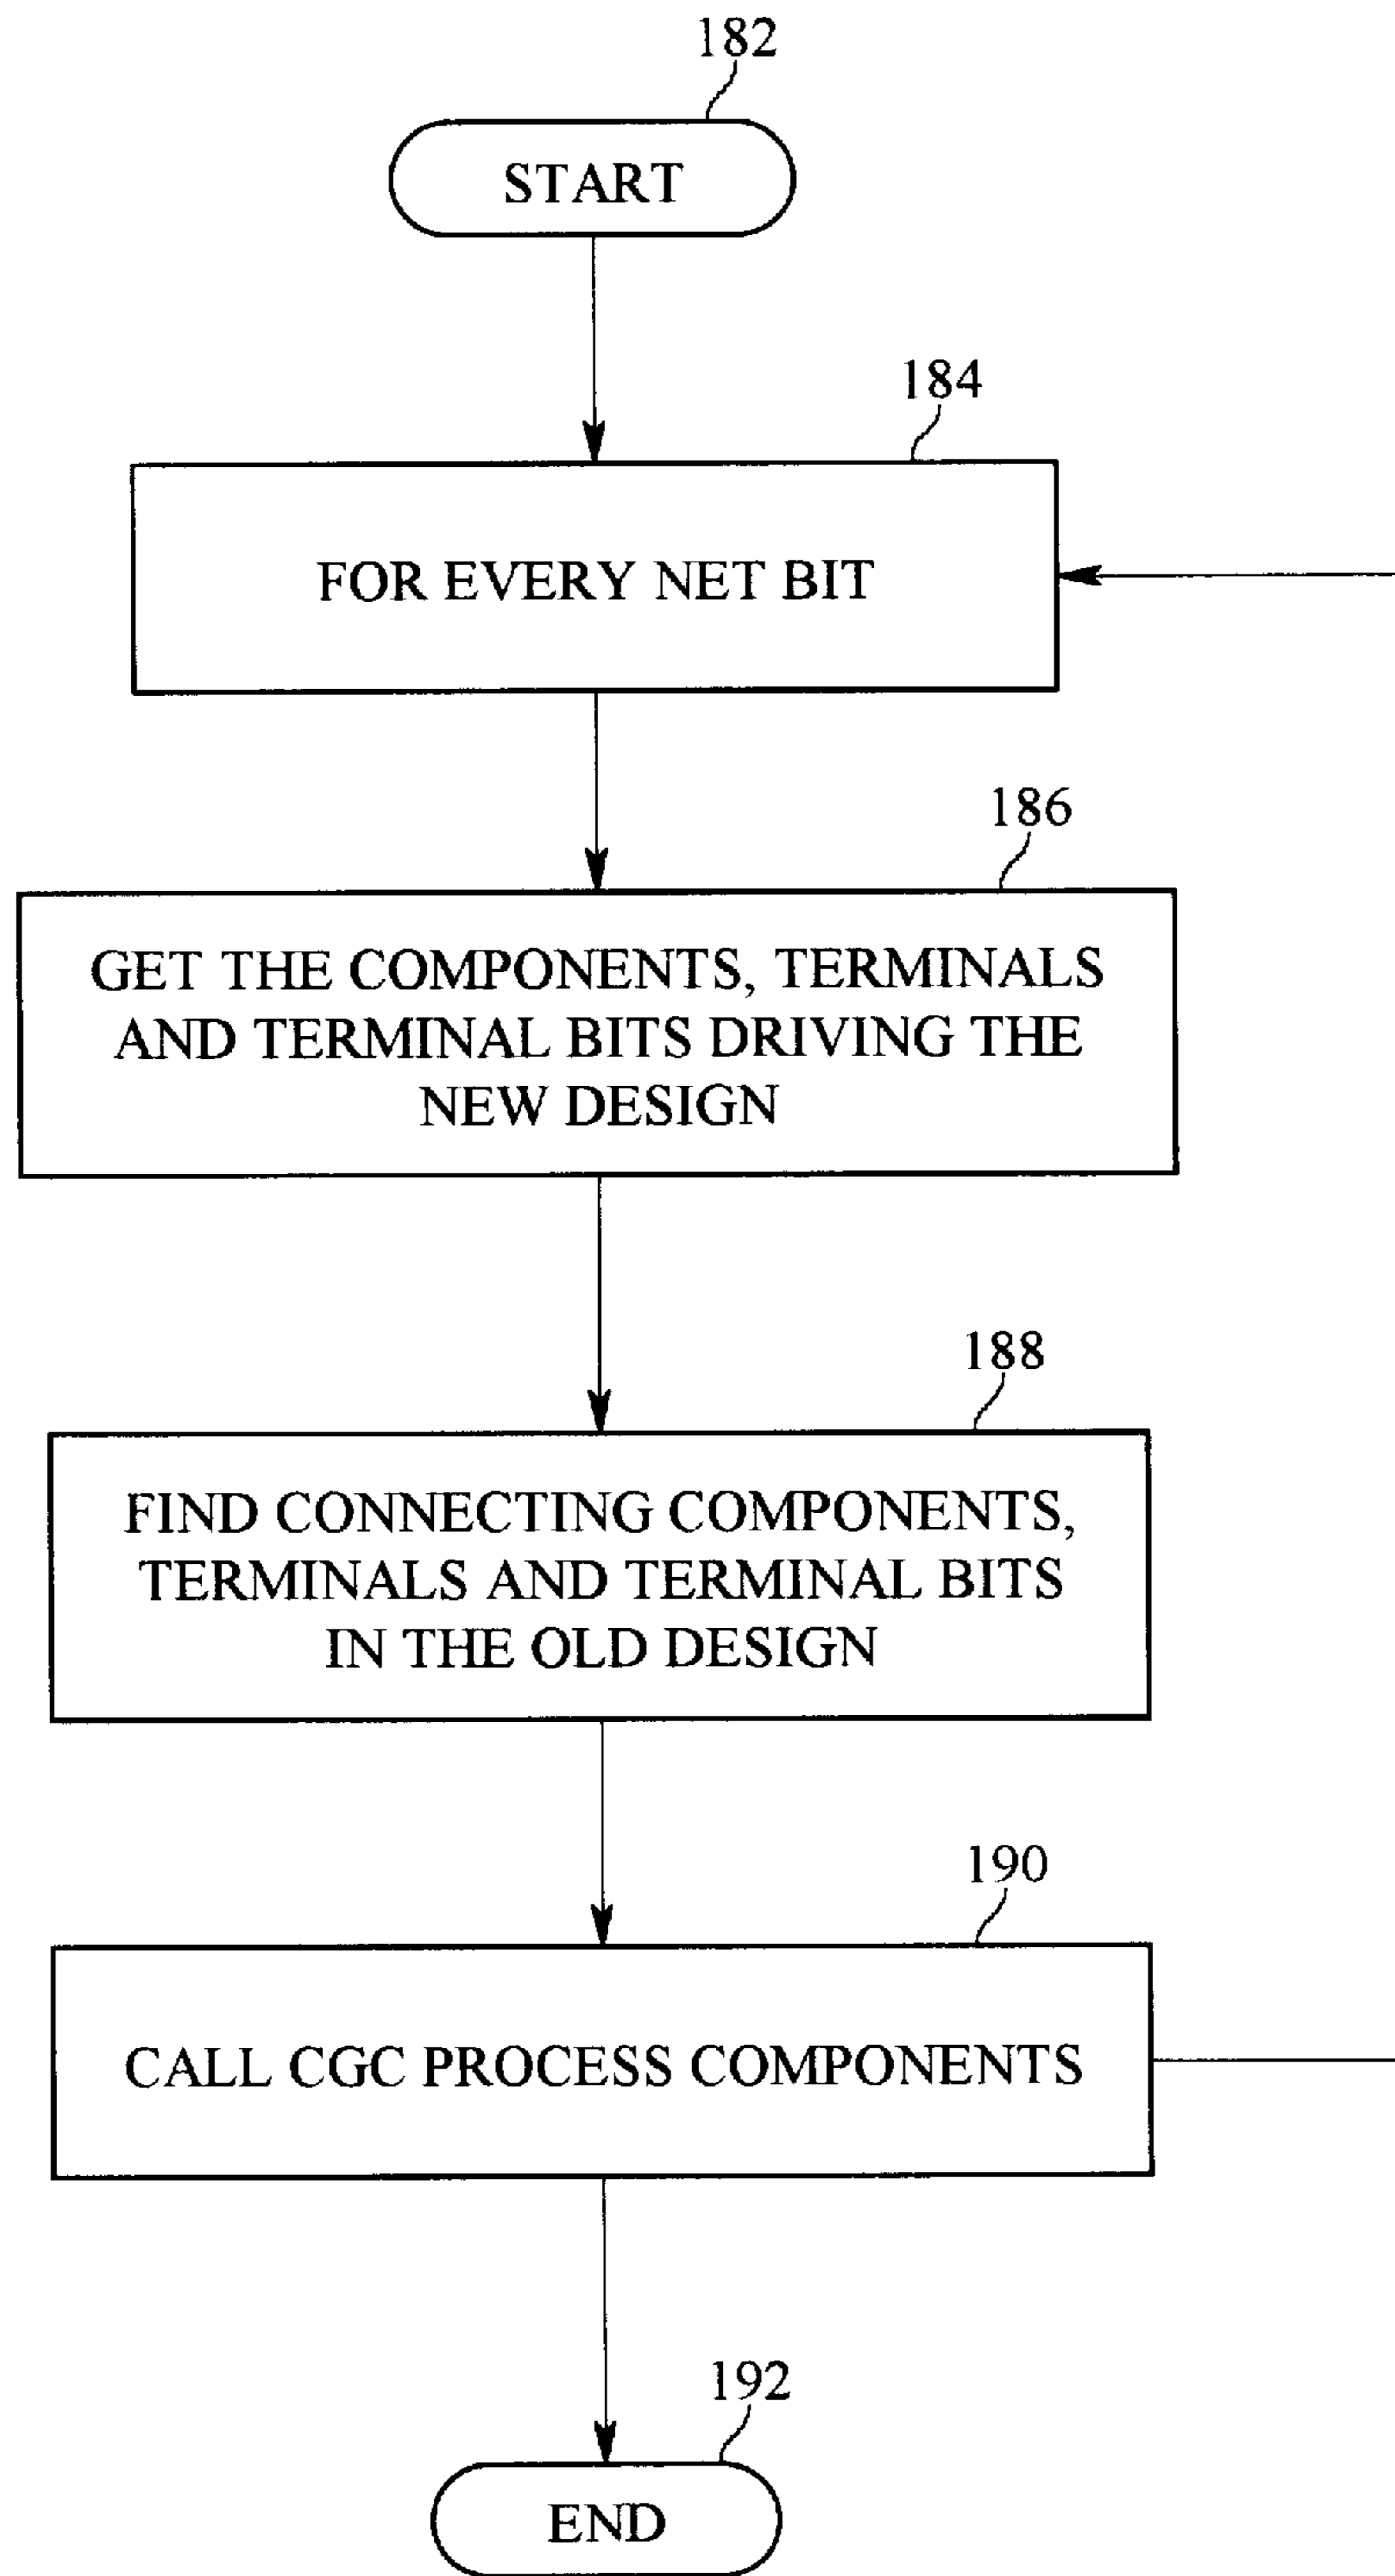 182
START
184
FOR EVERY NET BIT
186
GET THE COMPONENTS, TERMINALS
AND TERMINAL BITS DRIVING THE
NEW DESIGN
188
FIND CONNECTING COMPONENTS,
TERMINALS AND TERMINAL BITS
IN THE OLD DESIGN
190
CALL CGC PROCESS COMPONENTS
192
END